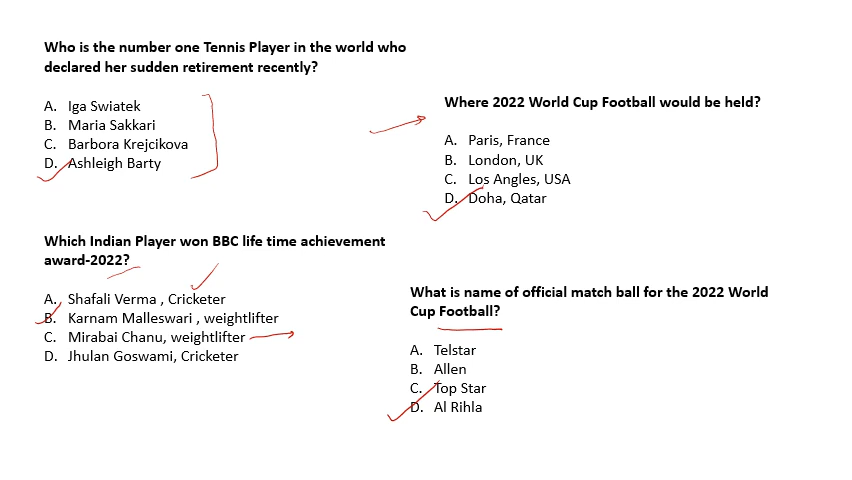 Who is the number one Tennis Player in the world who
declared her sudden retirement recently?
A. Iga Swiatek
B. Maria Sakkari
C. Barbora Krejcikova
D. Ashleigh Barty
Where 2022 World Cup Football would be held?
A. Paris, France
B. London, UK
C. Los Angles, USA
D. Doha, Qatar
Which Indian Player won BBC life time achievement
award-2022?
A. Shafali Verma , Cricketer
B. Karnam Malleswari , weightlifter
C. Mirabai Chanu, weightlifter
D. Jhulan Goswami, Cricketer
What is name of official match ball for the 2022 World
Cup Football?
A. Telstar
B. Allen
C. Top Star
D. Al Rihla